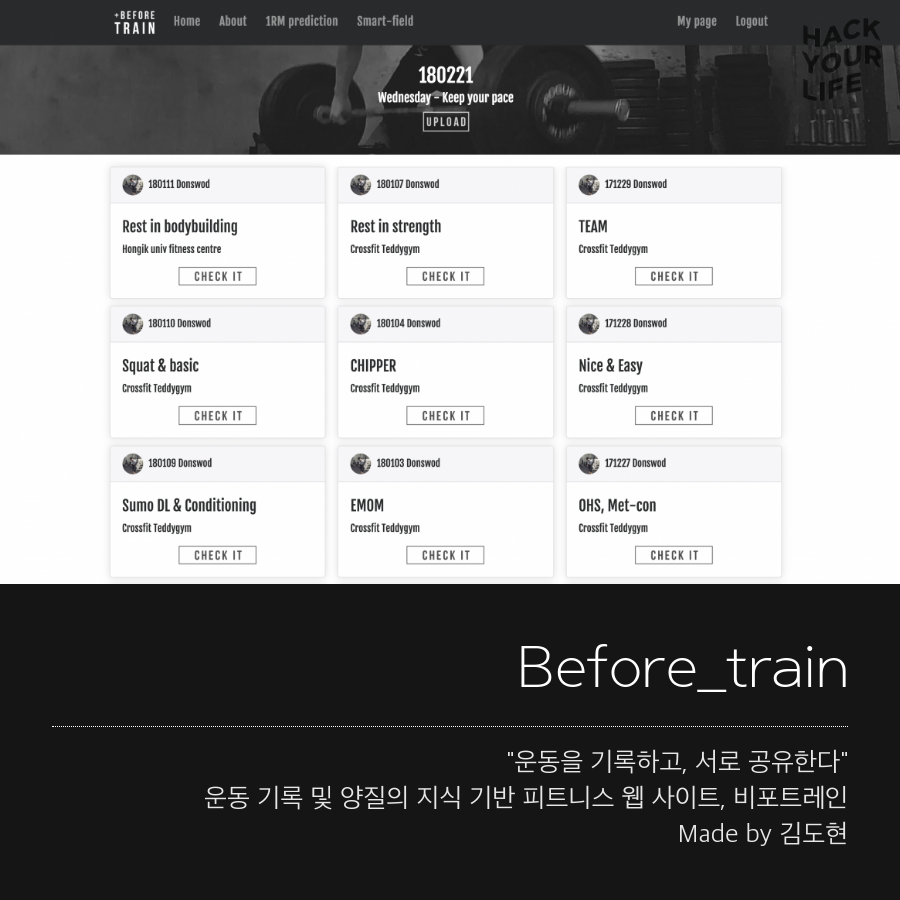 +BEFORE
TRAIN
Home About 1RM prediction Smart-field
My page Logout
HACK
YOUR
LIFE
180221
Wednesday - Keep your pace
UPLOAD
180111 Donswod
Rest in bodybuilding
Hongik univ fitness centre
CHECK IT
180107 Donswod
Rest in strength
Crossfit Teddygym
CHECK IT
171229 Donswod
TEAM
Crossfit Teddygym
CHECK IT
180110 Donswod
Squat & basic
Crossfit Teddygym
CHECK IT
180104 Donswod
CHIPPER
Crossfit Teddygym
CHECK IT
171228 Donswod
Nice & Easy
Crossfit Teddygym
CHECK IT
180109 Donswod
Sumo DL & Conditioning
Crossfit Teddygym
CHECK IT
180103 Donswod
EMOM
Crossfit Teddygym
CHECK IT
171227 Donswod
OHS, Met-con
Crossfit Teddygym
CHECK IT
Before_train
"운동을 기록하고, 서로 공유한다"
운동 기록 및 양질의 지식 기반 피트니스 웹 사이트, 비포트레인
Made by 김도현